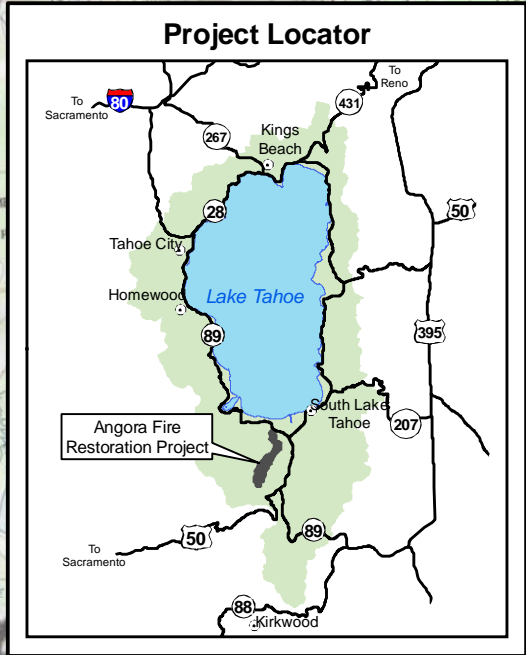 Project Locator
To
Reno
To
Sacramento
80
431
267
Kings
Beach
50
28
Tahoe City
Homewood
Lake Tahoe
395
89
South Lake
Tahoe
207
Angora Fire
Restoration Project
50
89
To
Sacramento
88
Kirkwood